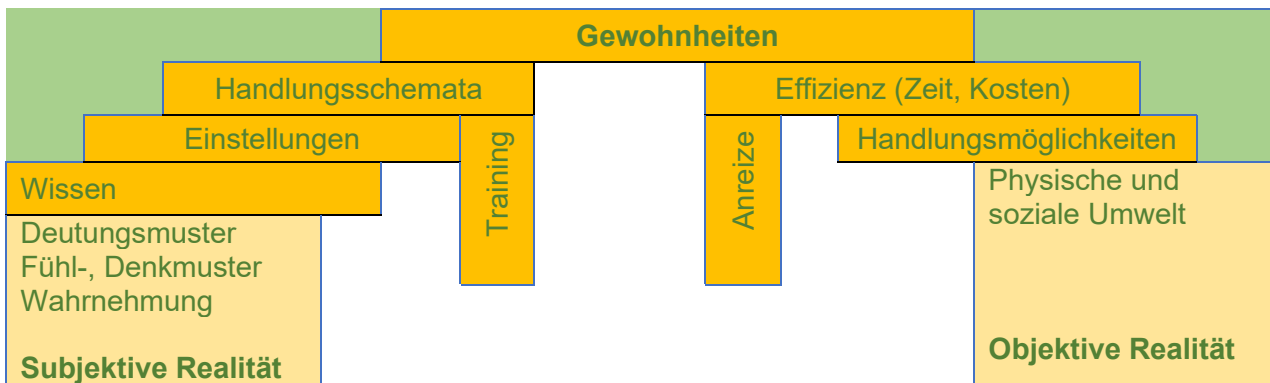 Gewohnheiten
Handlungsschemata
Effizienz (Zeit, Kosten)
Einstellungen
Training
Anreize
Handlungsmöglichkeiten
Wissen
Deutungsmuster
Fühl-, Denkmuster
Wahrnehmung
Subjektive Realität
Physische und
soziale Umwelt
Objektive Realität